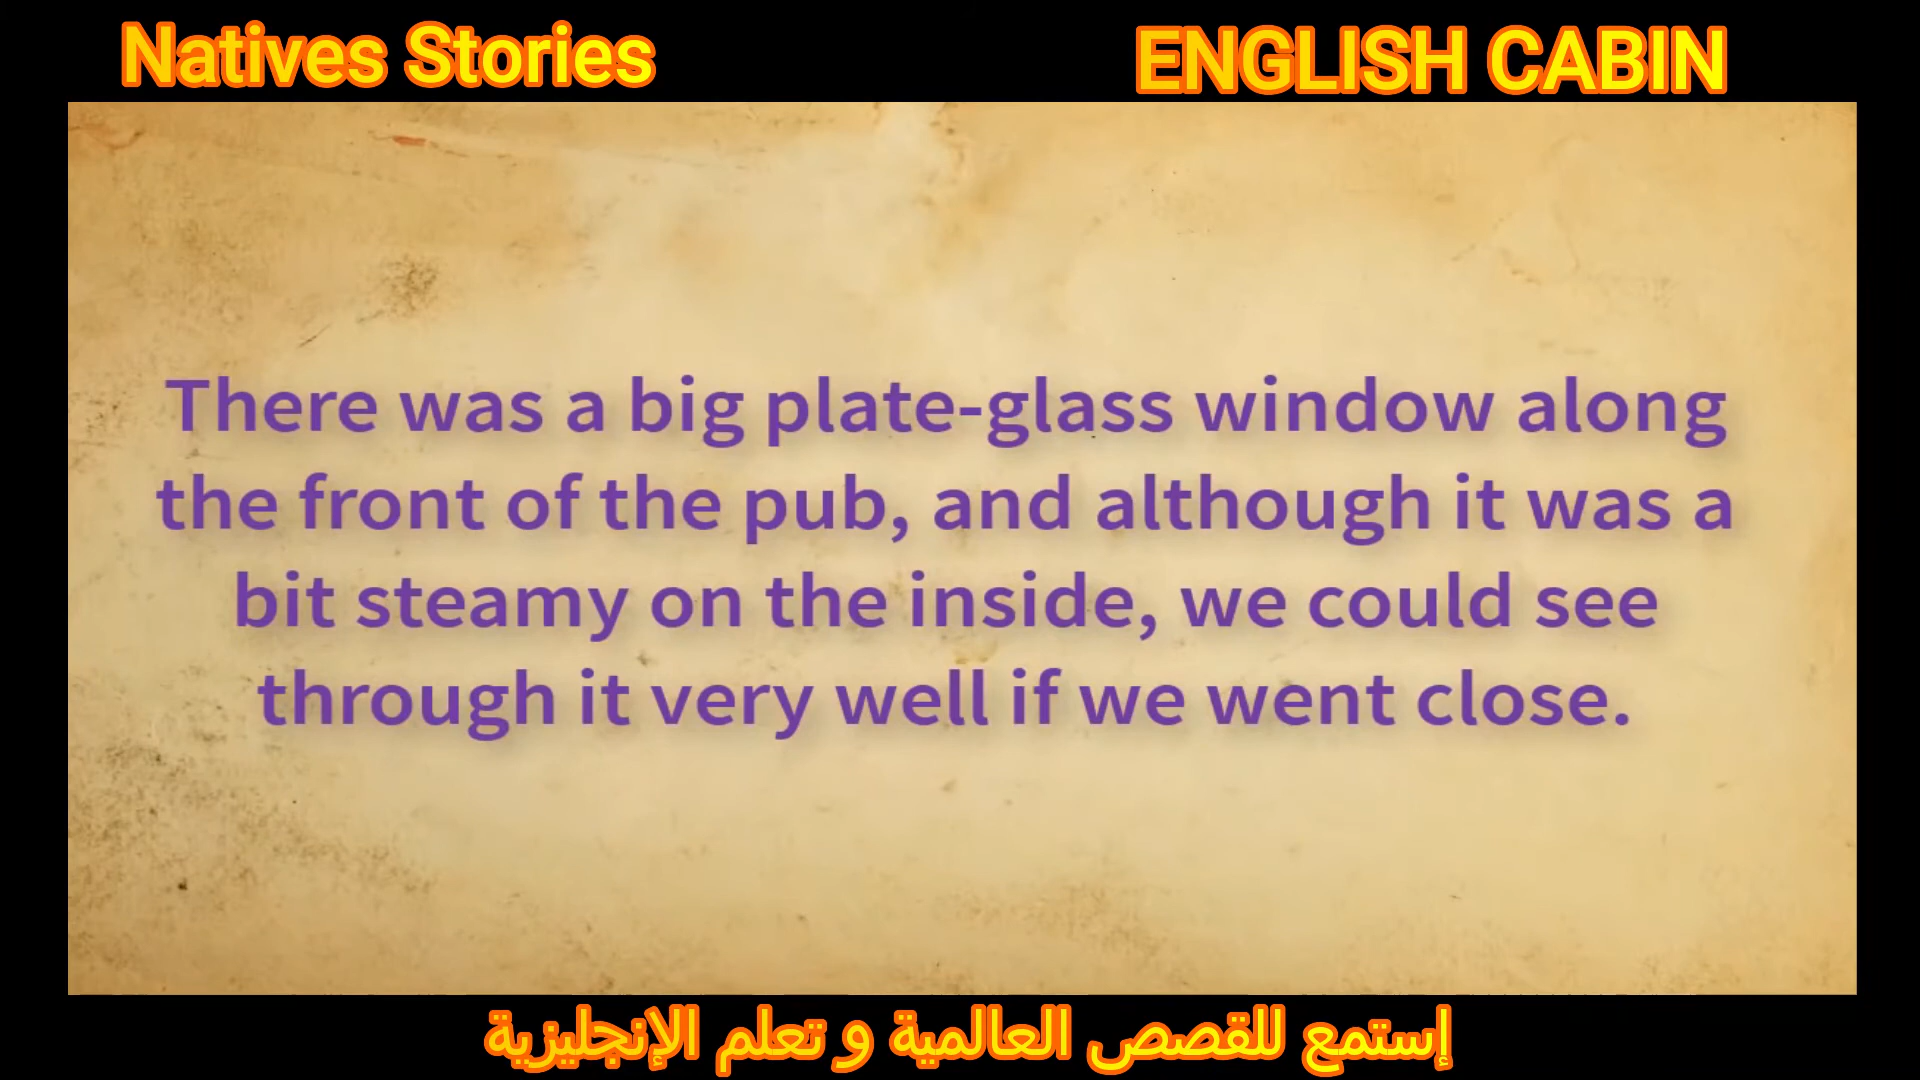 Natives Stories
ENGLISH CABIN
There was a big plate-glass window along
the front of the pub, and although it was a
bit steamy on the inside, we could see
through it very well if we went close.
إستمع للقصص العالمية و تعلم الإنجليزية